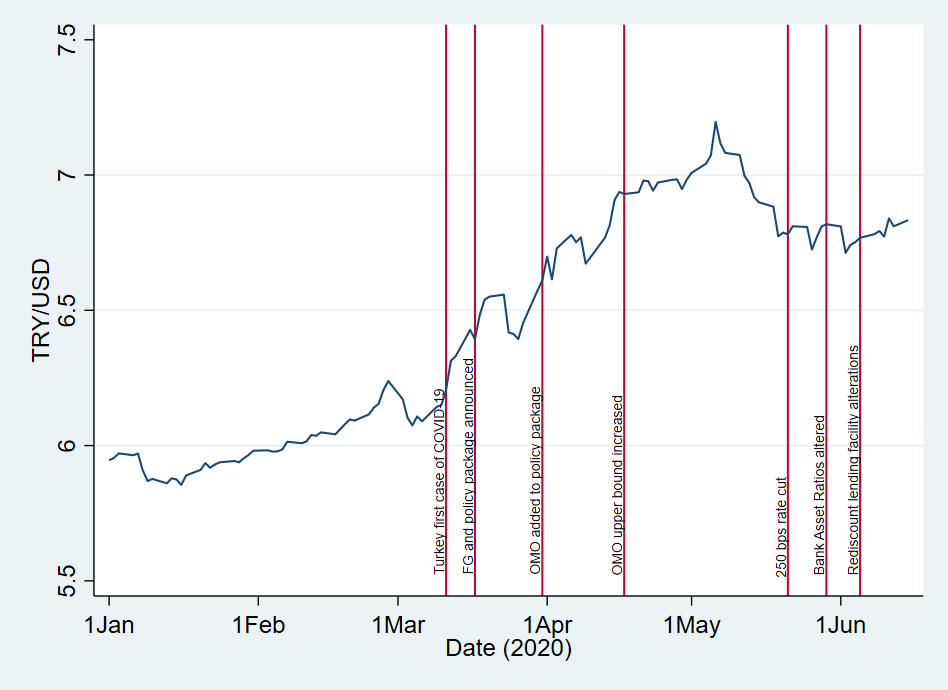 7.5
7
6.5
6
5.5
TRY/USD
Turkey first case of COVID-19
FG and policy package announced
OMO added to policy package
OMO upper bound increased
250 bps rate cut
Bank Asset Ratios altered
Rediscount lending facility alterations
1Jan
1Feb
1Mar
1Apr
1May
1Jun
Date (2020)